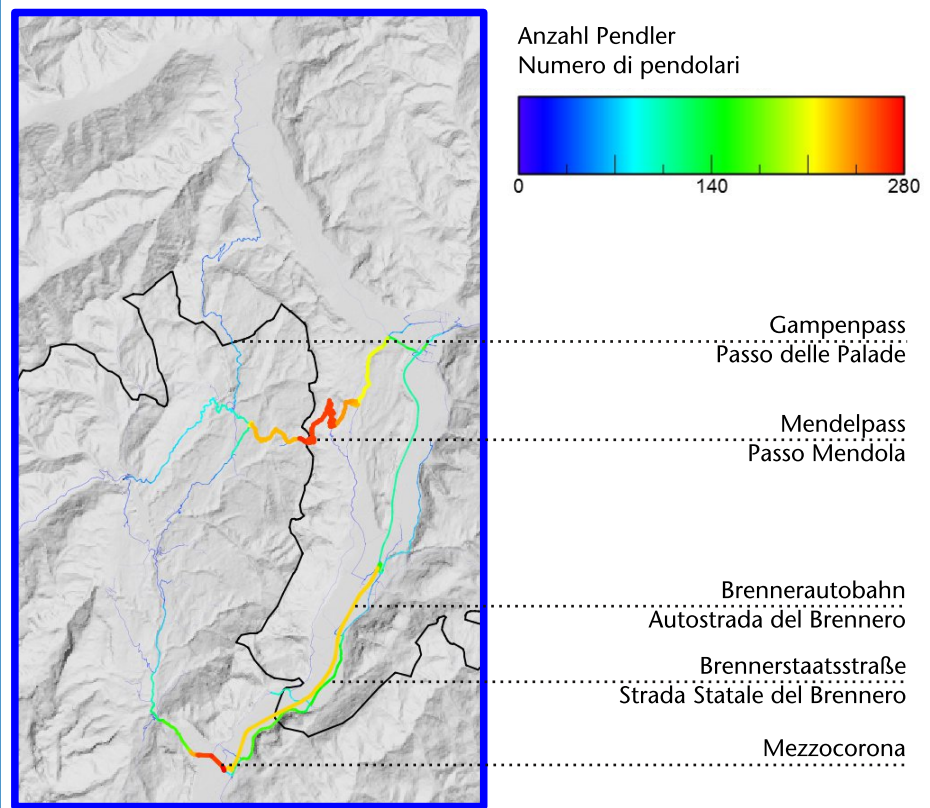 Anzahl Pendler
Numero di pendolari
0 140 280
Gampenpass
Passo delle Palade
Mendelpass
Passo Mendola
Brennerautobahn
Autostrada del Brennero
Brennerstaatsstraße
Strada Statale del Brennero
Mezzocorona